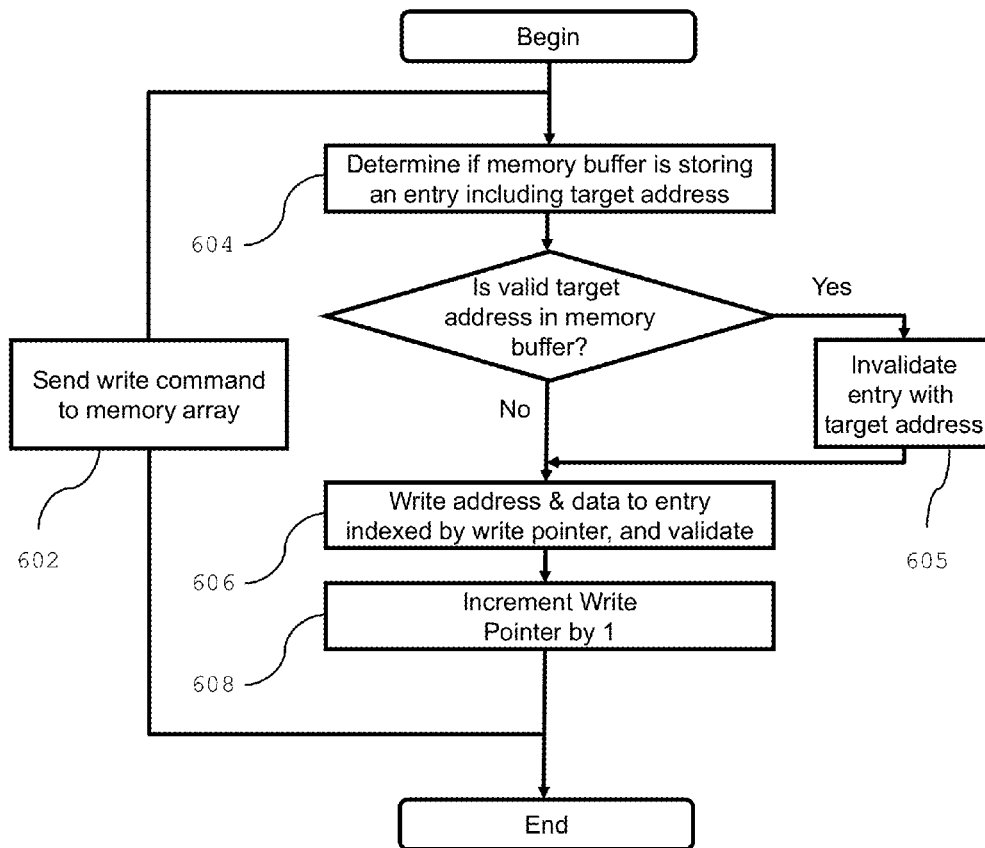 Begin
Determine if memory buffer is storing
an entry including target address
604
Is valid target
address in memory
buffer?
Yes
No
Send write command
to memory array
602
Invalidate
entry with
target address
605
Write address & data to entry
indexed by write pointer, and validate
606
Increment Write
Pointer by 1
608
End